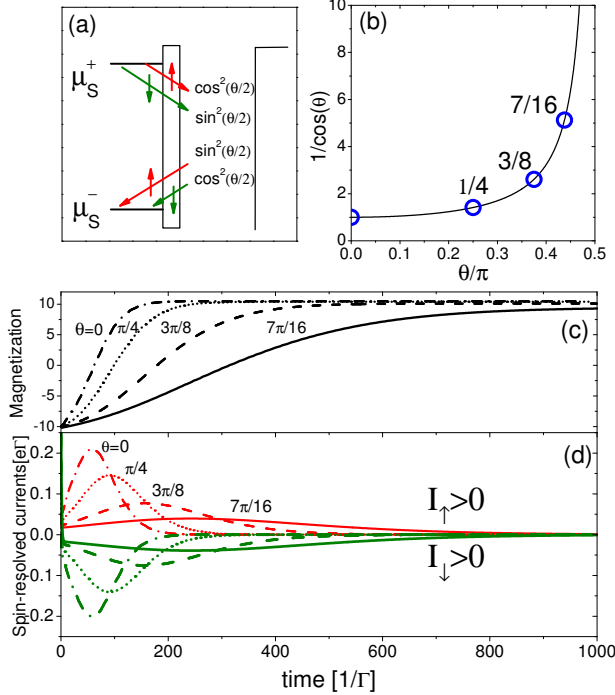 (a)
μS+
cos²(θ/2)
sin²(θ/2)
sin²(θ/2)
cos²(θ/2)
μS-
(b)
10
8
6
4
2
0
1/cos(θ)
7/16
3/8
1/4
0.0 0.1 0.2 0.3 0.4 0.5
θ/π
(c)
10
5
0
-5
-10
Magnetization
θ=0 π/4 3π/8 7π/16
(d)
0.2
0.1
0.0
-0.1
-0.2
Spin-resolved currents[eΓ]
θ=0
π/4
3π/8
7π/16
I↑>0
I↓>0
0 200 400 600 800 1000
time [1/Γ]